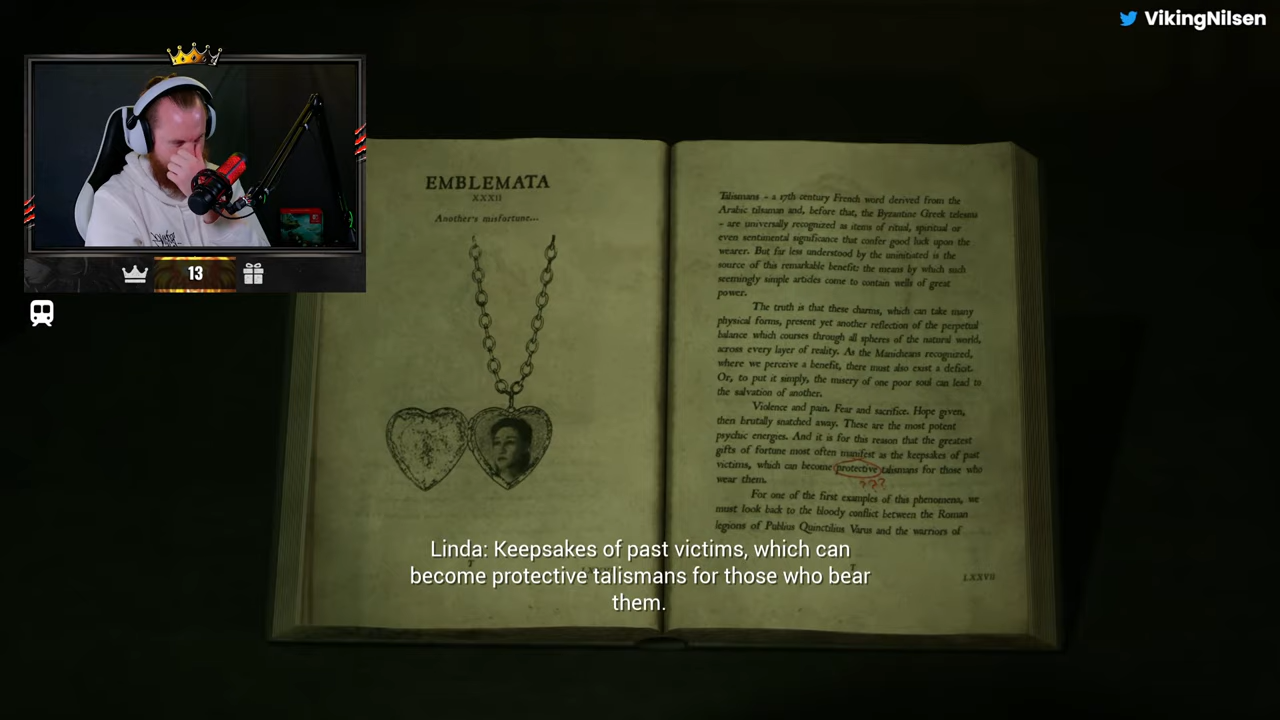 VikingNilsen
13
EMBLEMATA
XXXII
Another's misfortune...
Talismans - a 17th century French word derived from the
Arabic tilsaman and, before that, the Byzantine Greek telesma
- are universally recognized as items of ritual, spiritual or
even sentimental significance that confer good luck upon the
wearer. But far less understood by the uninitiated is the
source of this remarkable benefit; the means by which such
seemingly simple articles come to contain wells of great
power.
The truth is that these charms, which can take many
physical forms, present yet another reflection of the perpetual
balance which courses through all spheres of the natural world,
across every layer of reality. As the Manicheans recognized,
where we perceive a benefit, there must also exist a deficit.
Or, to put it simply, the misery of one poor soul can lead to
the salvation of another.
Violence and pain. Fear and sacrifice. Hope given,
then brutally snatched away. These are the most potent
psychic energies. And it is for this reason that the greatest
gifts of fortune most often manifest as the keepsakes of past
victims, which can become protective talismans for those who
wear them.
???
For one of the first examples of this phenomena, we
must look back to the bloody conflict between the Roman
legions of Publius Quinctilius Varus and the warriors of
LXXVII
Linda: Keepsakes of past victims, which can
become protective talismans for those who bear
them.